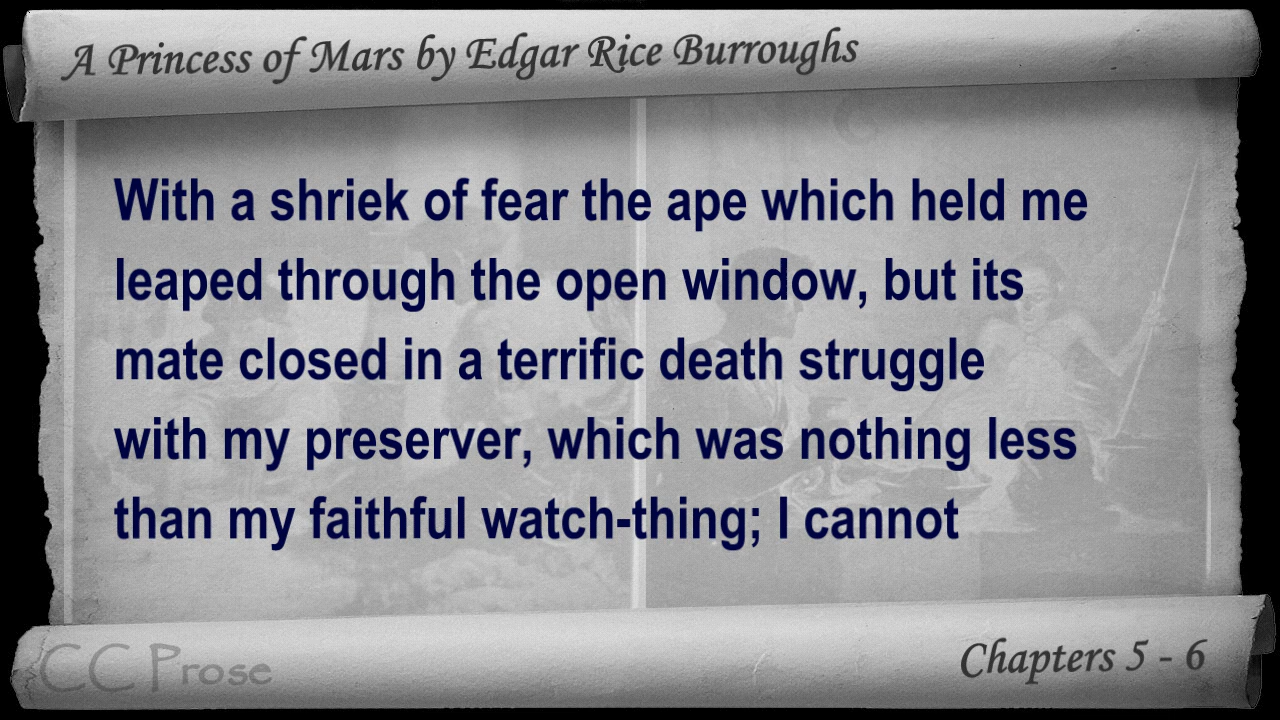 A Princess of Mars by Edgar Rice Burroughs
With a shriek of fear the ape which held me
leaped through the open window, but its
mate closed in a terrific death struggle
with my preserver, which was nothing less
than my faithful watch-thing; I cannot
CC Prose
Chapters 5 - 6